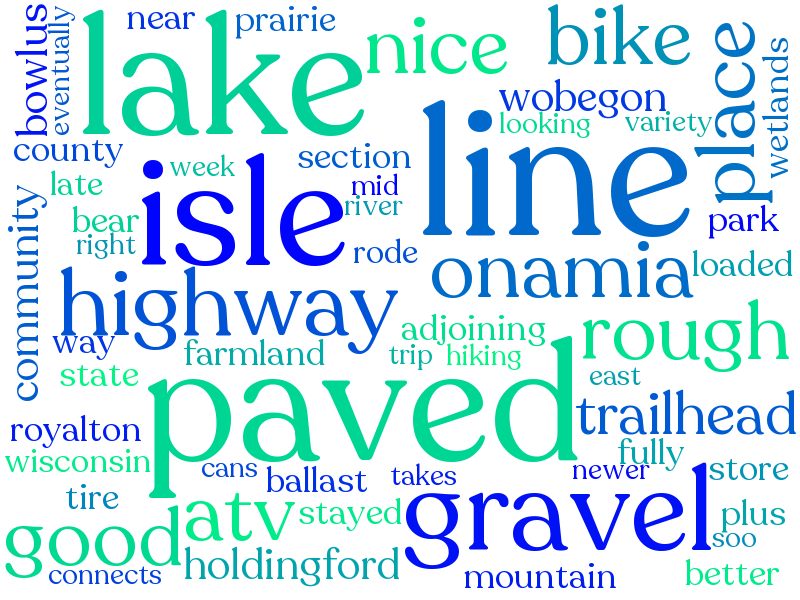 near
prairie
lake
nice
bike
bowlus
eventually
place
wetlands
wobegon
looking
variety
county
week
section
line
late
isle
mid
river
bear
right
rode
park
community
onamia
loaded
highway
way
farmland
adjoining
trip
hiking
rough
state
paved
east
trailhead
royalton
wisconsin
cans
ballast
takes
newer
fully
store
tire
good
atv
stayed
gravel
plus
soo
connects
holdingford
mountain
better